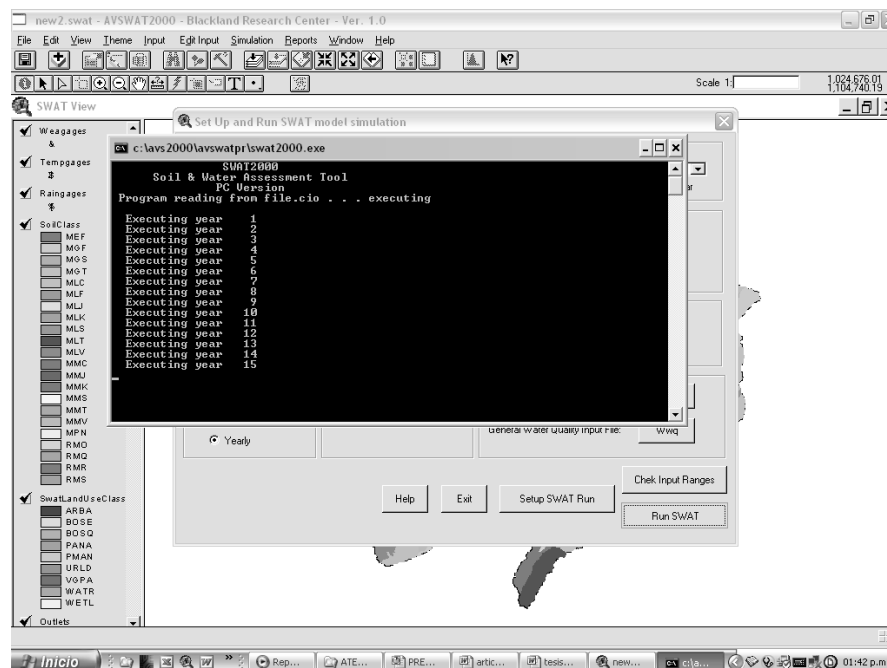 new2.swat - AVSWAT2000 - Blackland Research Center - Ver. 1.0
File Edit View Theme Input Edit Input Simulation Reports Window Help
Scale 1:
1,024,676.01
1,104,740.19
SWAT View
Weagages
Tempgages
Raingages
SoilClass
MEF
MGF
MGS
MGT
MLC
MLF
MLJ
MLK
MLS
MLT
MLV
MMC
MMJ
MMK
MMS
MMT
MMV
MPN
RMO
RMQ
RMR
RMS
SwatLandUseClass
ARBA
BOSE
BOSQ
PANA
PMAN
URLD
VGPA
WATR
WETL
Outlets
Set Up and Run SWAT model simulation
c:\avs2000\avswatpr\swat2000.exe
SWAT2000
Soil & Water Assessment Tool
PC Version
Program reading from file.cio . . . executing
Executing year 1
Executing year 2
Executing year 3
Executing year 4
Executing year 5
Executing year 6
Executing year 7
Executing year 8
Executing year 9
Executing year 10
Executing year 11
Executing year 12
Executing year 13
Executing year 14
Executing year 15
Yearly
General Water Quality Input File:
Wwq
Chek Input Ranges
Help
Exit
Setup SWAT Run
Run SWAT
Inicio
Rep...
ATE...
PRE...
artic...
tesis...
new...
c:\a...
01:42 p.m.